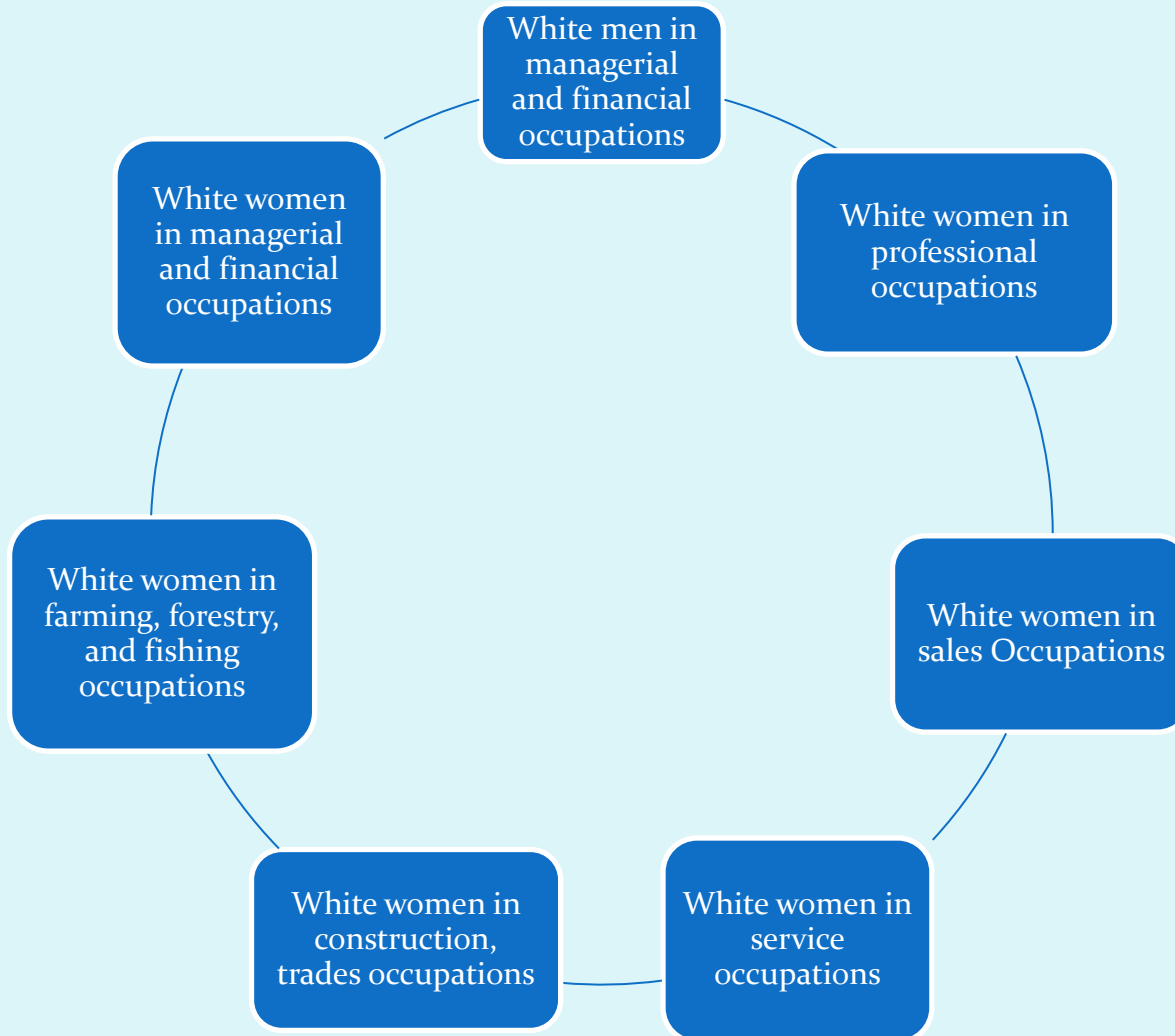 White men in
managerial
and financial
occupations
White women in
professional
occupations
White women in
sales Occupations
White women in
service
occupations
White women in
construction,
trades occupations
White women in
farming, forestry,
and fishing
occupations
White women
in managerial
and financial
occupations